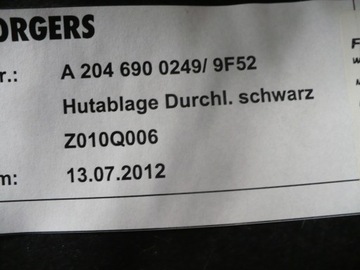 ORGERS
r.: A 204 690 0249/ 9F52
Hutablage Durchl. schwarz
Z010Q006
m: 13.07.2012